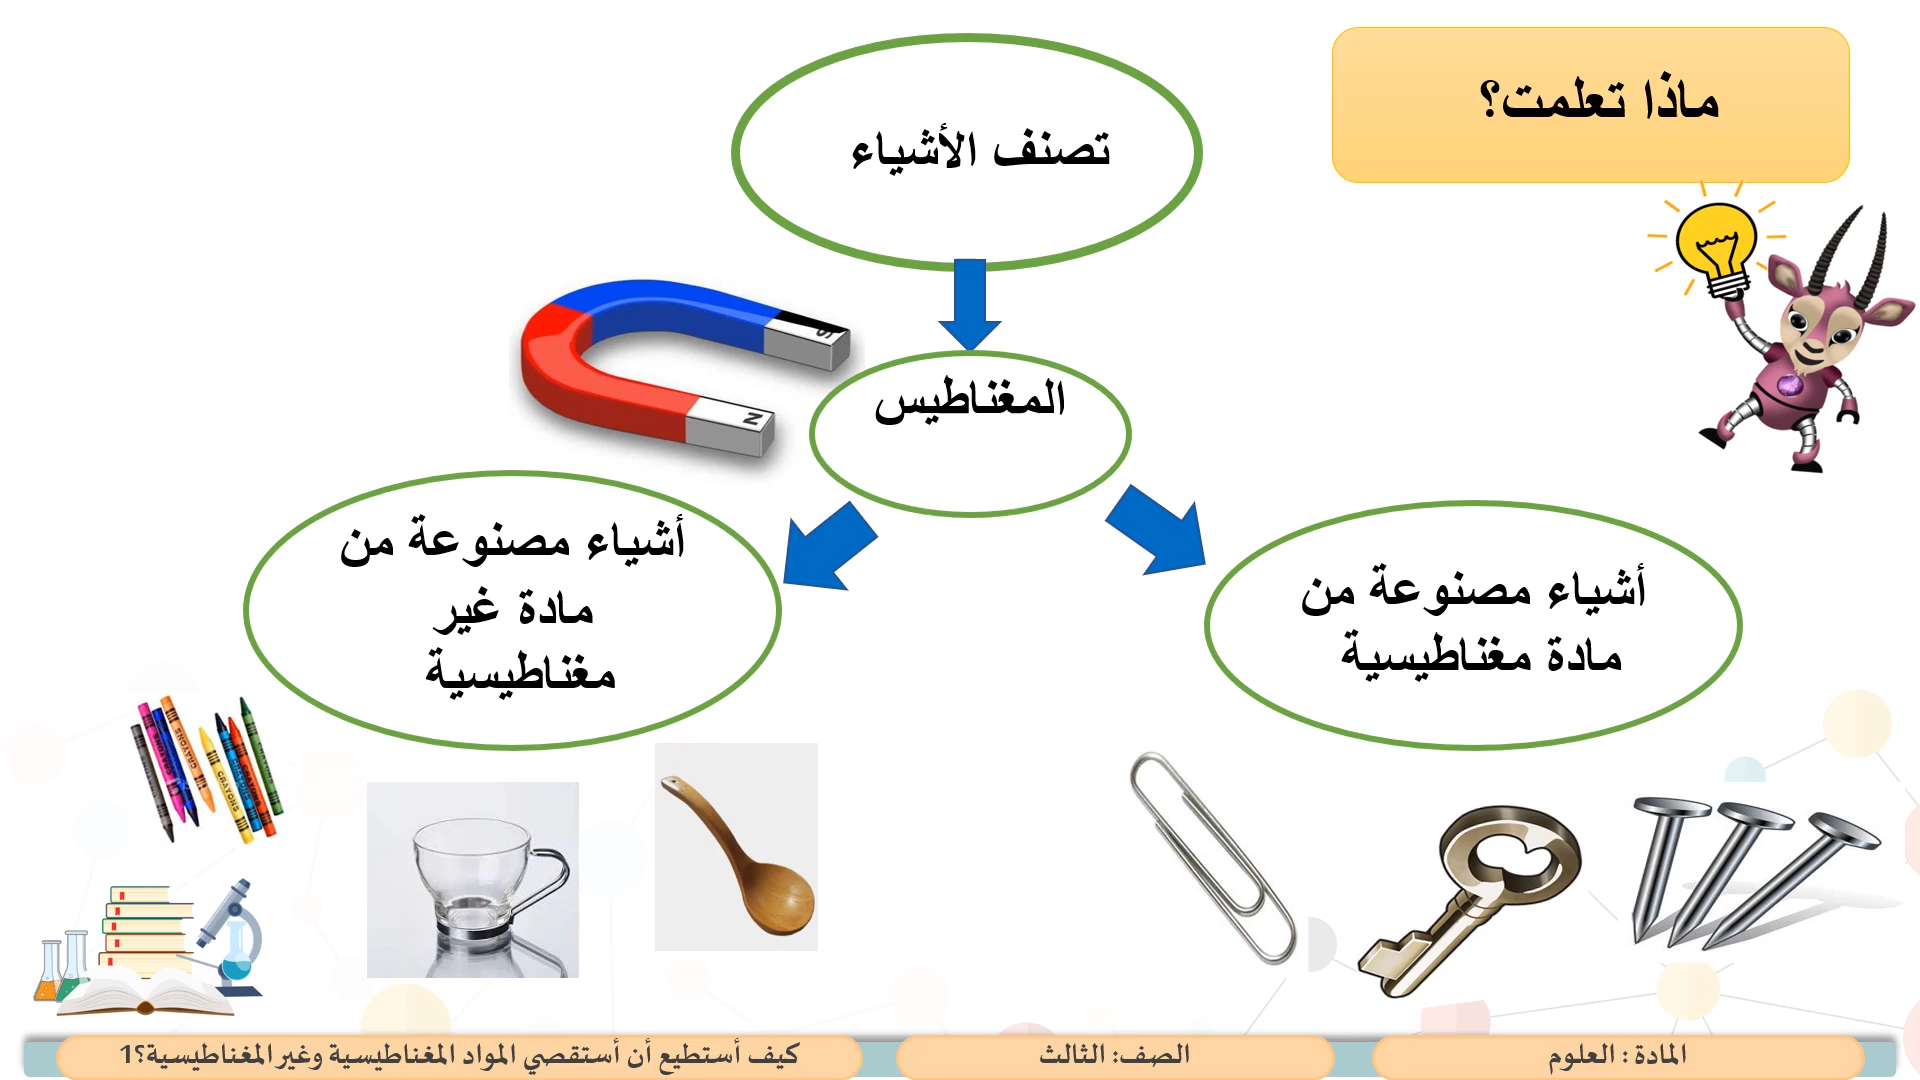 ماذا تعلمت؟
تصنف الأشياء
المغناطيس
S
N
أشياء مصنوعة من
مادة مغناطيسية
أشياء مصنوعة من
مادة غير
مغناطيسية
CRAYONS
المادة : العلوم
الصف: الثالث
كيف أستطيع أن أستقصي المواد المغناطيسية وغير المغناطيسية؟1